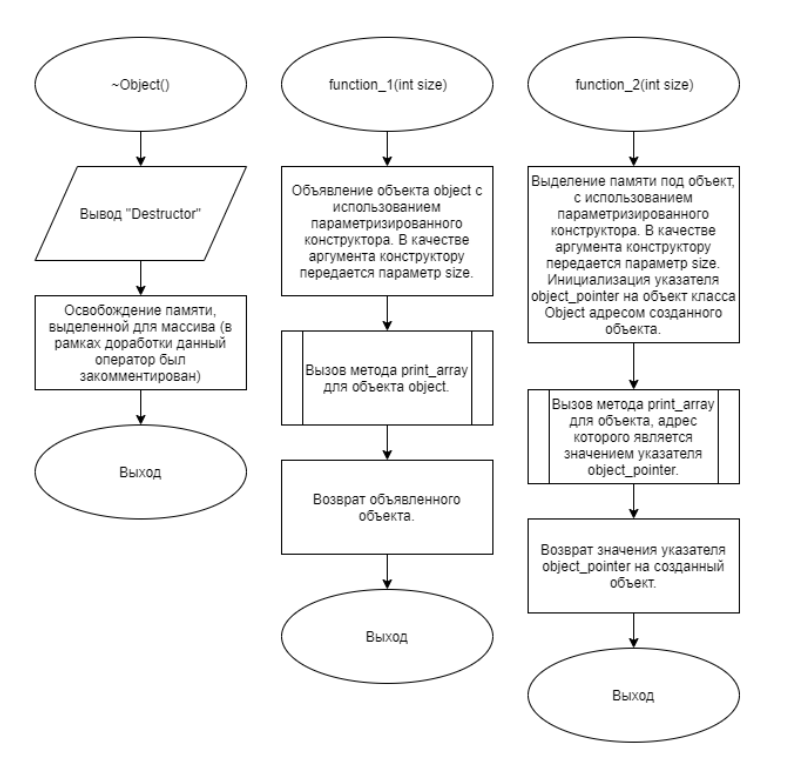 ~Object()
Вывод "Destructor"
Освобождение памяти,
выделенной для массива (в
рамках доработки данный
оператор был
закомментирован)
Выход
function_1(int size)
Объявление объекта object с
использованием
параметризированного
конструктора. В качестве
аргумента конструктору
передается параметр size.
Вызов метода print_array
для объекта object.
Возврат объявленного
объекта.
Выход
function_2(int size)
Выделение памяти под объект,
с использованием
параметризированного
конструктора. В качестве
аргумента конструктору
передается параметр size.
Инициализация указателя
object_pointer на объект класса
Object адресом созданного
объекта.
Вызов метода print_array
для объекта, адрес
которого является
значением указателя
object_pointer.
Возврат значения указателя
object_pointer на созданный
объект.
Выход